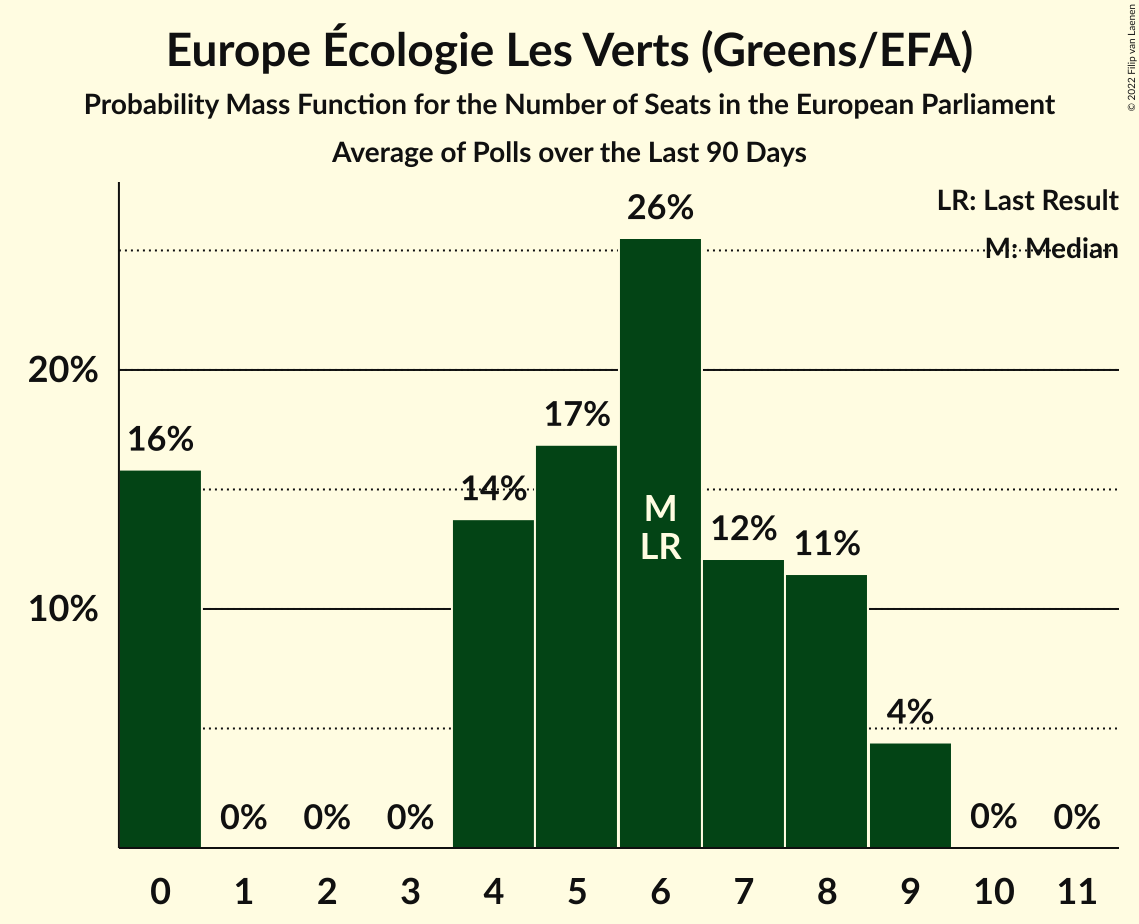 Europe Écologie Les Verts (Greens/EFA)
Probability Mass Function for the Number of Seats in the European Parliament
Average of Polls over the Last 90 Days
© 2022 Filip van Laenen
LR: Last Result
M: Median
20%
10%
16%
0%
0%
0%
14%
17%
26%
M
LR
12%
11%
4%
0%
0%
0 1 2 3 4 5 6 7 8 9 10 11